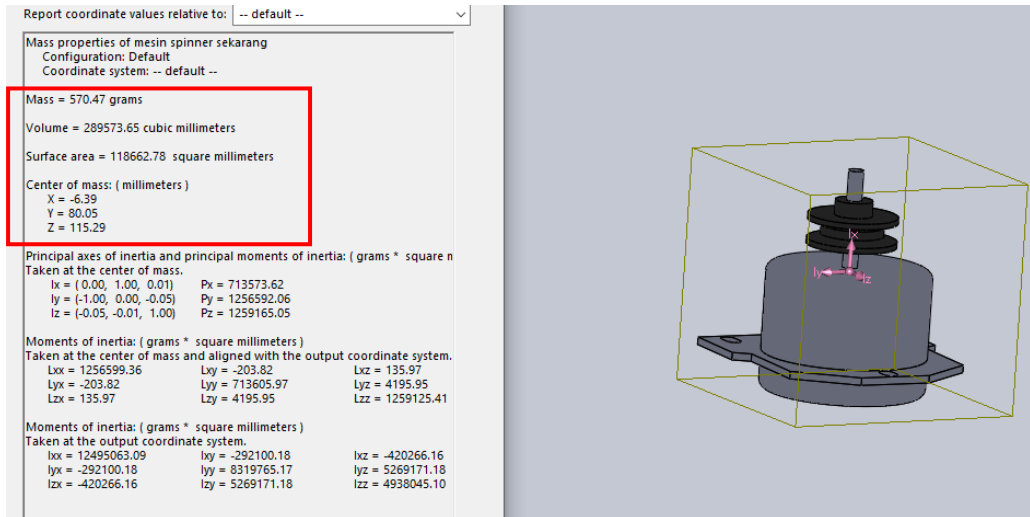 Report coordinate values relative to: -- default --
Mass properties of mesin spinner sekarang
Configuration: Default
Coordinate system: -- default --
Mass = 570.47 grams
Volume = 289573.65 cubic millimeters
Surface area = 118662.78 square millimeters
Center of mass: ( millimeters )
X = -6.39
Y = 80.05
Z = 115.29
Principal axes of inertia and principal moments of inertia: ( grams * square
Taken at the center of mass.
Ix = ( 0.00, 1.00, 0.01) Px = 713573.62
Iy = (-1.00, 0.00, -0.05) Py = 1256592.06
Iz = (-0.05, -0.01, 1.00) Pz = 1259165.05
Moments of inertia: ( grams * square millimeters )
Taken at the center of mass and aligned with the output coordinate system.
Lxx = 1256599.36 Lxy = -203.82 Lxz = 135.97
Lyx = -203.82 Lyy = 713605.97 Lyz = 4195.95
Lzx = 135.97 Lzy = 4195.95 Lzz = 1259125.41
Moments of inertia: ( grams * square millimeters )
Taken at the output coordinate system.
Ixx = 12495063.09 Ixy = -292100.18 Ixz = -420266.16
Iyx = -292100.18 Iyy = 8319765.17 Iyz = 5269171.18
Izx = -420266.16 Izy = 5269171.18 Izz = 4938045.10
Ix
Iy
Iz